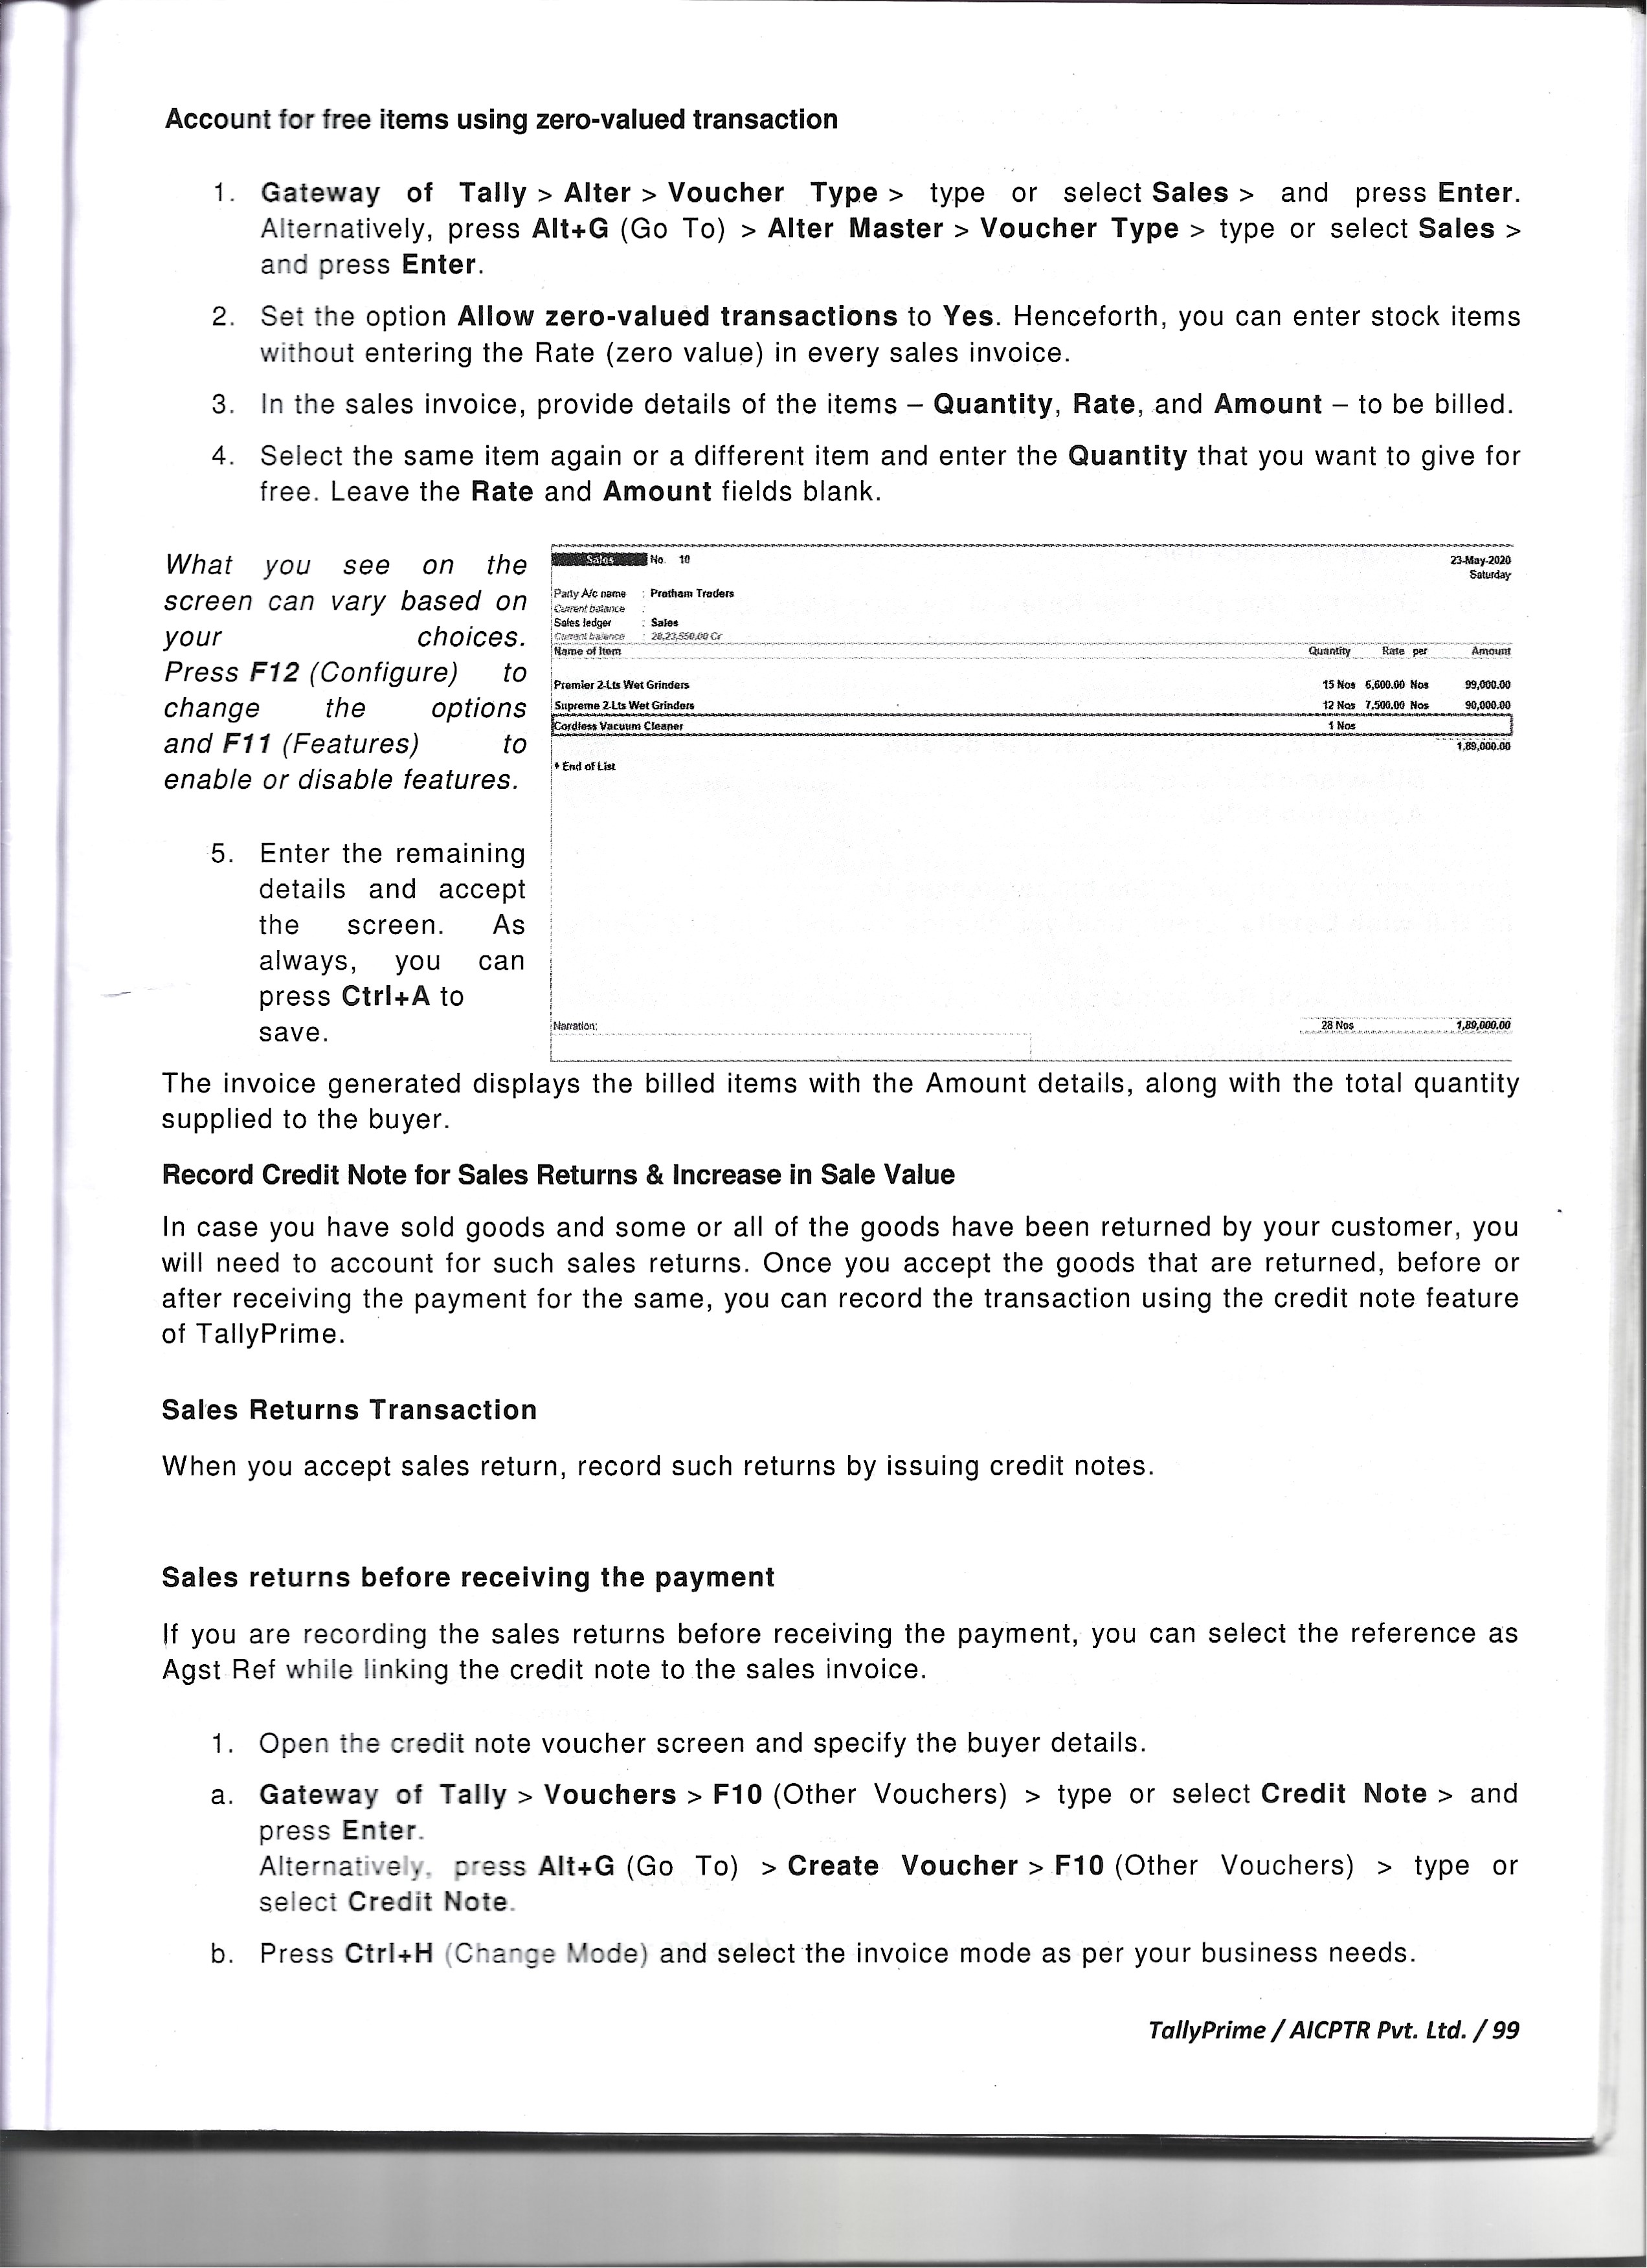 Account for free items using zero-valued transaction
1. Gateway of Tally > Alter > Voucher Type > type or select Sales > and press Enter.
Alternatively, press Alt+G (Go To) > Alter Master > Voucher Type > type or select Sales >
and press Enter.
2. Set the option Allow zero-valued transactions to Yes. Henceforth, you can enter stock items
without entering the Rate (zero value) in every sales invoice.
3. In the sales invoice, provide details of the items – Quantity, Rate, and Amount – to be billed.
4. Select the same item again or a different item and enter the Quantity that you want to give for
free. Leave the Rate and Amount fields blank.
What you see on the
screen can vary based on
your choices.
Press F12 (Configure) to
change the options
and F11 (Features) to
enable or disable features.
5. Enter the remaining
details and accept
the screen. As
always, you can
press Ctrl+A to
save.
Sales No. 10 23-May-2020
Saturday
Party A/c name : Pratham Traders
Current balance :
Sales ledger : Sales
Current balance : 20,23,550.00 Cr
Name of Item Quantity Rate per Amount
Premier 2-Lts Wet Grinders 15 Nos 6,600.00 Nos 99,000.00
Supreme 2-Lts Wet Grinders 12 Nos 7,500.00 Nos 90,000.00
Cordless Vacuum Cleaner 1 Nos
1,89,000.00
♦ End of List
Narration: 28 Nos 1,89,000.00
The invoice generated displays the billed items with the Amount details, along with the total quantity
supplied to the buyer.
Record Credit Note for Sales Returns & Increase in Sale Value
In case you have sold goods and some or all of the goods have been returned by your customer, you
will need to account for such sales returns. Once you accept the goods that are returned, before or
after receiving the payment for the same, you can record the transaction using the credit note feature
of TallyPrime.
Sales Returns Transaction
When you accept sales return, record such returns by issuing credit notes.
Sales returns before receiving the payment
If you are recording the sales returns before receiving the payment, you can select the reference as
Agst Ref while linking the credit note to the sales invoice.
1. Open the credit note voucher screen and specify the buyer details.
a. Gateway of Tally > Vouchers > F10 (Other Vouchers) > type or select Credit Note > and
press Enter.
Alternatively, press Alt+G (Go To) > Create Voucher > F10 (Other Vouchers) > type or
select Credit Note.
b. Press Ctrl+H (Change Mode) and select the invoice mode as per your business needs.
TallyPrime / AICPTR Pvt. Ltd. / 99